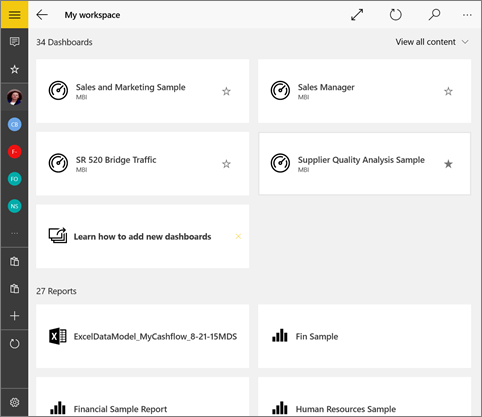 My workspace
34 Dashboards
View all content
Sales and Marketing Sample
MBI
Sales Manager
MBI
SR 520 Bridge Traffic
MBI
Supplier Quality Analysis Sample
MBI
Learn how to add new dashboards
27 Reports
ExcelDataModel_MyCashflow_8-21-15MDS
Fin Sample
Financial Sample Report
Human Resources Sample
CB
F-
FO
NS